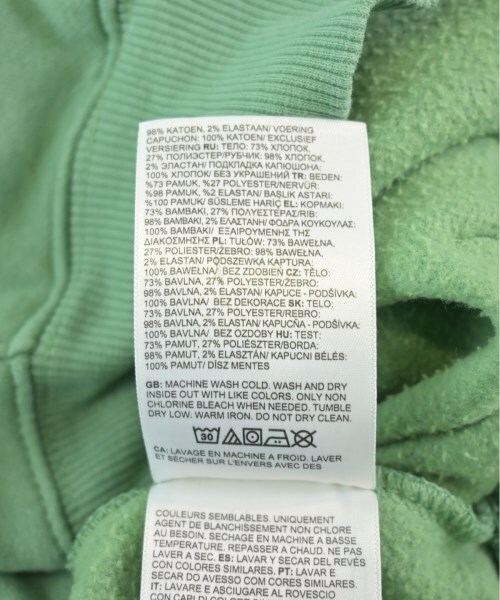 98% KATOEN, 2% ELASTAAN/ VOERING
CAPUCHON: 100% KATOEN/ EXCLUSIEF
VERSIERING RU: ТЕЛО: 73% ХЛОПОК,
27% ПОЛИЭСТЕР/РУБЧИК: 98% ХЛОПОК,
2% ЭЛАСТАН/ ПОДКЛАДКА КАПЮШОНА:
100% ХЛОПОК/ БЕЗ УКРАШЕНИЙ TR: BEDEN:
%73 PAMUK, %27 POLYESTER/NERVÜR:
%98 PAMUK, %2 ELASTAN/ BAŞLIK ASTARI:
%100 PAMUK/ SÜSLEME HARİÇ EL: ΚΟΡΜΑΚΙ:
73% ΒΑΜΒΑΚΙ, 27% ΠΟΛΥΕΣΤΕΡΑΣ/RIB:
98% ΒΑΜΒΑΚΙ, 2% ΕΛΑΣΤΑΝΗ/ ΦΟΔΡΑ ΚΟΥΚΟΥΛΑΣ:
100% ΒΑΜΒΑΚΙ/ ΕΞΑΙΡΟΥΜΕΝΗΣ ΤΗΣ
ΔΙΑΚΟΣΜΗΣΗΣ PL: TUŁÓW: 73% BAWEŁNA,
27% POLIESTER/ŻEBRO: 98% BAWEŁNA,
2% ELASTAN/ PODSZEWKA KAPTURA:
100% BAWEŁNA/ BEZ ZDOBIEŃ CZ: TĚLO:
73% BAVLNA, 27% POLYESTER/ŽEBRO:
98% BAVLNA, 2% ELASTAN/ KAPUCE - PODŠÍVKA:
100% BAVLNA/ BEZ DEKORACE SK: TELO:
73% BAVLNA, 27% POLYESTER/REBRO:
98% BAVLNA, 2% ELASTAN/ KAPUCŇA - PODŠÍVKA:
100% BAVLNA/ BEZ OZDOBY HU: TEST:
73% PAMUT, 27% POLIÉSZTER/BORDA:
98% PAMUT, 2% ELASZTÁN/ KAPUCNI BÉLÉS:
100% PAMUT/ DÍSZ MENTES
GB: MACHINE WASH COLD. WASH AND DRY
INSIDE OUT WITH LIKE COLORS. ONLY NON
CHLORINE BLEACH WHEN NEEDED. TUMBLE
DRY LOW. WARM IRON. DO NOT DRY CLEAN.
30
CA: LAVAGE EN MACHINE A FROID. LAVER
ET SÉCHER SUR L'ENVERS AVEC DES
COULEURS SEMBLABLES. UNIQUEMENT
AGENT DE BLANCHISSEMENT NON CHLORE
AU BESOIN. SECHAGE EN MACHINE A BASSE
TEMPERATURE. REPASSER A CHAUD. NE PAS
LAVER A SEC. ES: LAVAR Y SECAR DEL REVÉS
CON COLORES SIMILARES. PT: LAVAR E
SECAR DO AVESSO COM CORES SIMILARES.
IT: LAVARE E ASCIUGARE AL ROVESCIO